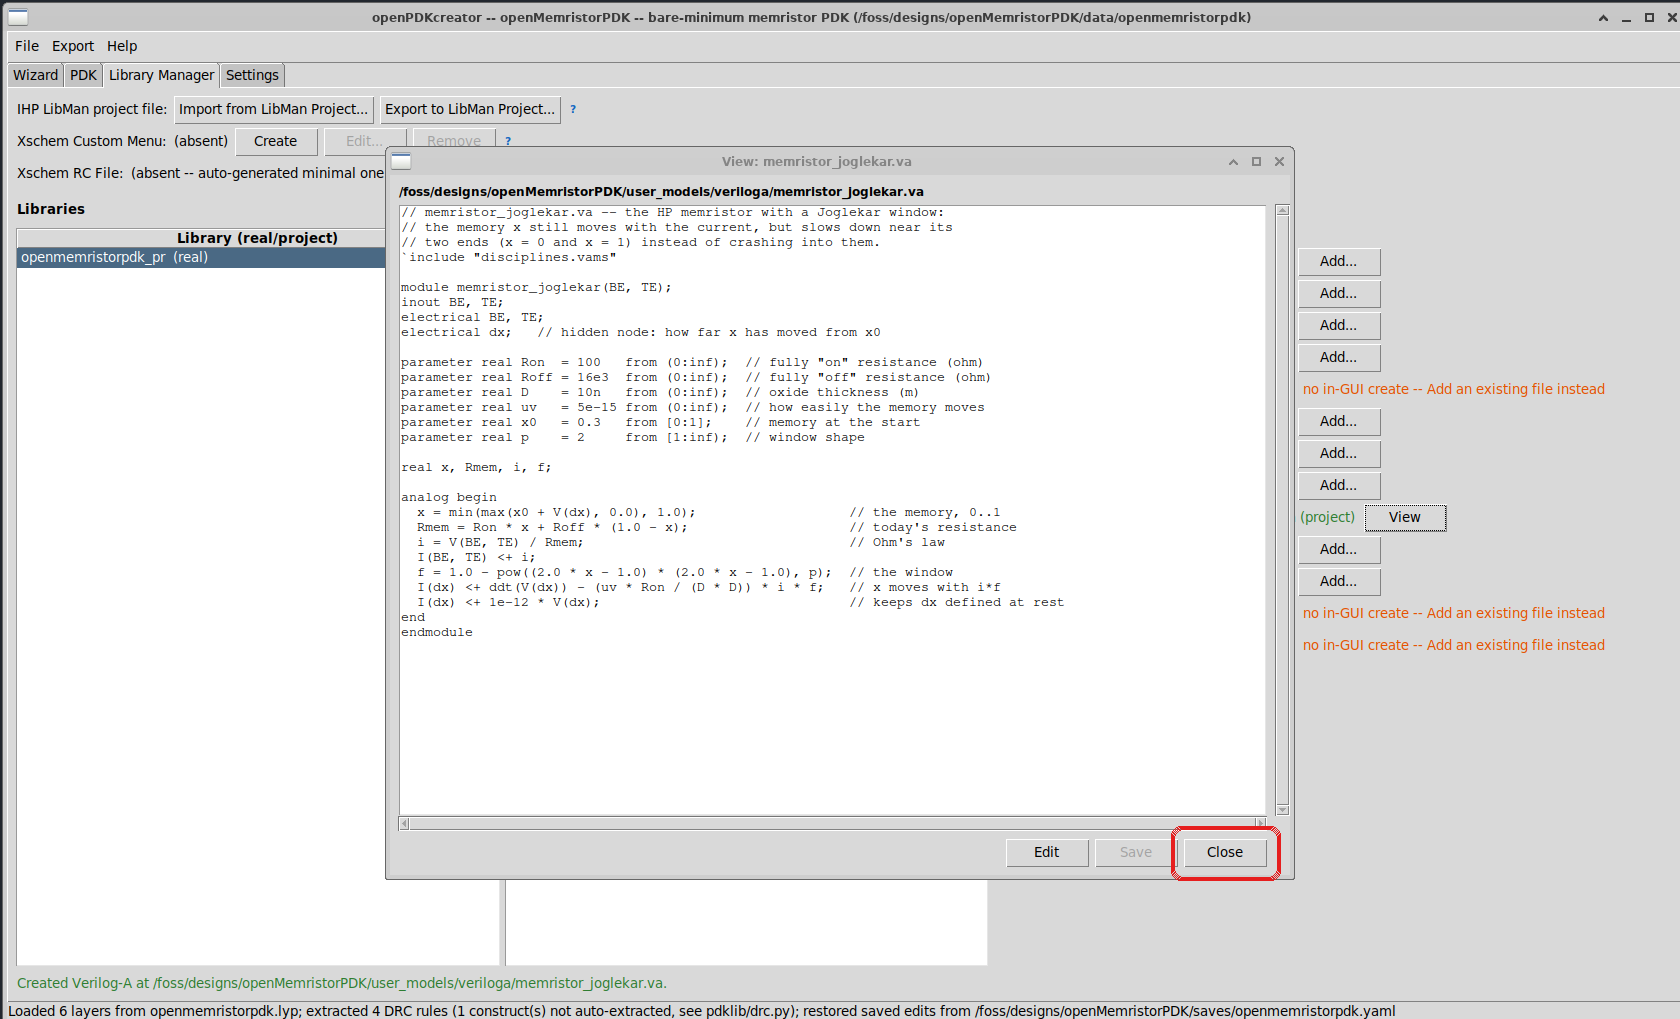 openPDKcreator -- openMemristorPDK -- bare-minimum memristor PDK (/foss/designs/openMemristorPDK/data/openmemristorpdk)
File Export Help
Wizard PDK Library Manager Settings
IHP LibMan project file: Import from LibMan Project... Export to LibMan Project... ?
Xschem Custom Menu: (absent) Create Edit... Remove ?
Xschem RC File: (absent -- auto-generated minimal one
Libraries
Library (real/project)
openmemristorpdk_pr (real)
View: memristor_joglekar.va
/foss/designs/openMemristorPDK/user_models/veriloga/memristor_joglekar.va
// memristor_joglekar.va -- the HP memristor with a Joglekar window:
// the memory x still moves with the current, but slows down near its
// two ends (x = 0 and x = 1) instead of crashing into them.
`include "disciplines.vams"
module memristor_joglekar(BE, TE);
inout BE, TE;
electrical BE, TE;
electrical dx;   // hidden node: how far x has moved from x0
parameter real Ron  = 100   from (0:inf);  // fully "on" resistance (ohm)
parameter real Roff = 16e3  from (0:inf);  // fully "off" resistance (ohm)
parameter real D    = 10n   from (0:inf);  // oxide thickness (m)
parameter real uv   = 5e-15 from (0:inf);  // how easily the memory moves
parameter real x0   = 0.3   from [0:1];    // memory at the start
parameter real p    = 2     from [1:inf);  // window shape
real x, Rmem, i, f;
analog begin
  x = min(max(x0 + V(dx), 0.0), 1.0);                   // the memory, 0..1
  Rmem = Ron * x + Roff * (1.0 - x);                    // today's resistance
  i = V(BE, TE) / Rmem;                                 // Ohm's law
  I(BE, TE) <+ i;
  f = 1.0 - pow((2.0 * x - 1.0) * (2.0 * x - 1.0), p);  // the window
  I(dx) <+ ddt(V(dx)) - (uv * Ron / (D * D)) * i * f;   // x moves with i*f
  I(dx) <+ 1e-12 * V(dx);                               // keeps dx defined at rest
end
endmodule
Edit Save Close
Add...
Add...
Add...
Add...
no in-GUI create -- Add an existing file instead
Add...
Add...
Add...
(project) View
Add...
Add...
no in-GUI create -- Add an existing file instead
no in-GUI create -- Add an existing file instead
Created Verilog-A at /foss/designs/openMemristorPDK/user_models/veriloga/memristor_joglekar.va.
Loaded 6 layers from openmemristorpdk.lyp; extracted 4 DRC rules (1 construct(s) not auto-extracted, see pdklib/drc.py); restored saved edits from /foss/designs/openMemristorPDK/saves/openmemristorpdk.yaml